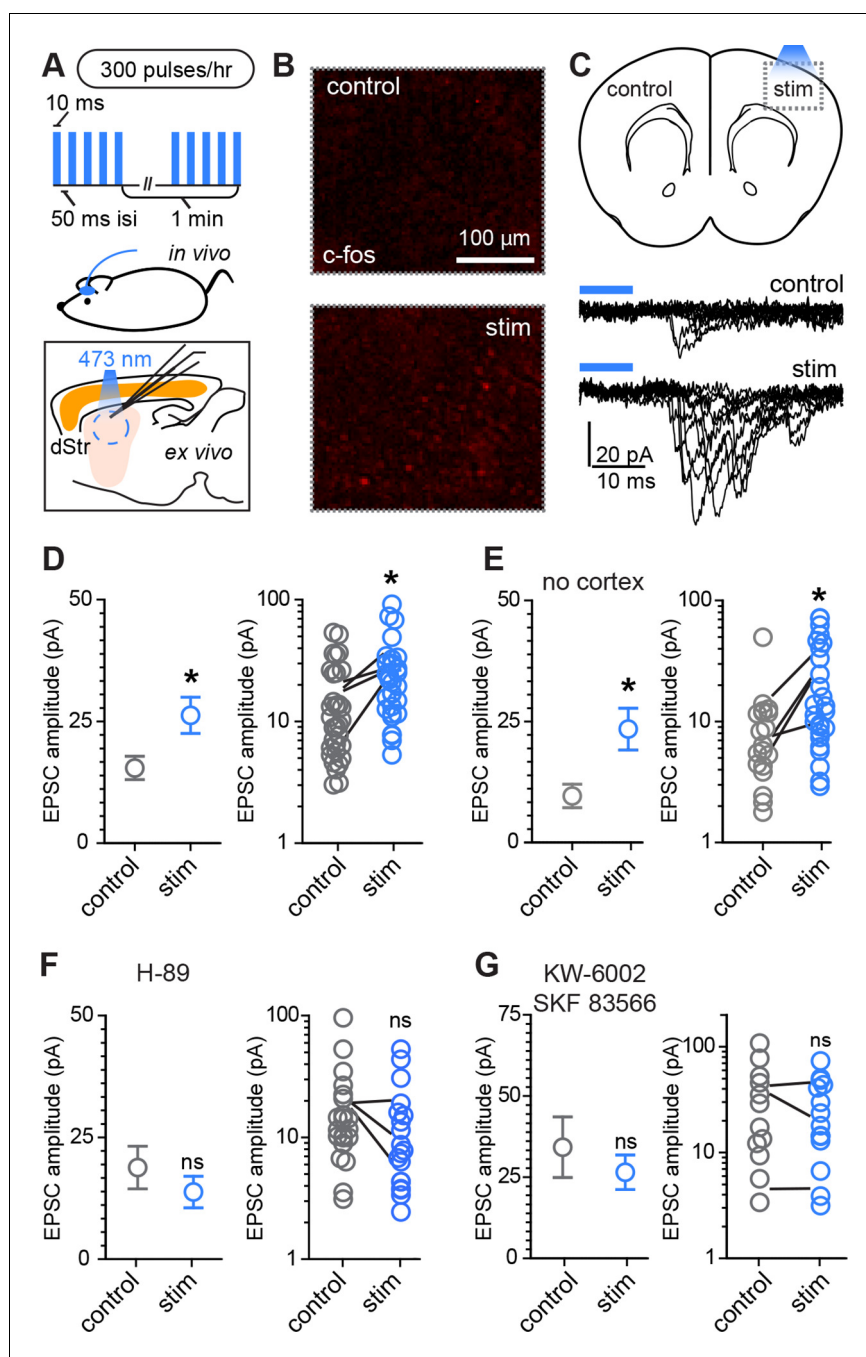 A
300 pulses/hr
10 ms
50 ms isi
1 min
in vivo
473 nm
dStr
ex vivo
B
control
c-fos
100 µm
stim
C
control
stim
control
stim
20 pA
10 ms
D
EPSC amplitude (pA)
50
25
0
control
stim
*
EPSC amplitude (pA)
100
10
1
control
stim
*
E
no cortex
EPSC amplitude (pA)
50
25
0
control
stim
*
EPSC amplitude (pA)
100
10
1
control
stim
*
F
H-89
EPSC amplitude (pA)
50
25
0
control
stim
ns
EPSC amplitude (pA)
100
10
1
control
stim
ns
G
KW-6002
SKF 83566
EPSC amplitude (pA)
75
50
25
0
control
stim
ns
EPSC amplitude (pA)
100
10
1
control
stim
ns